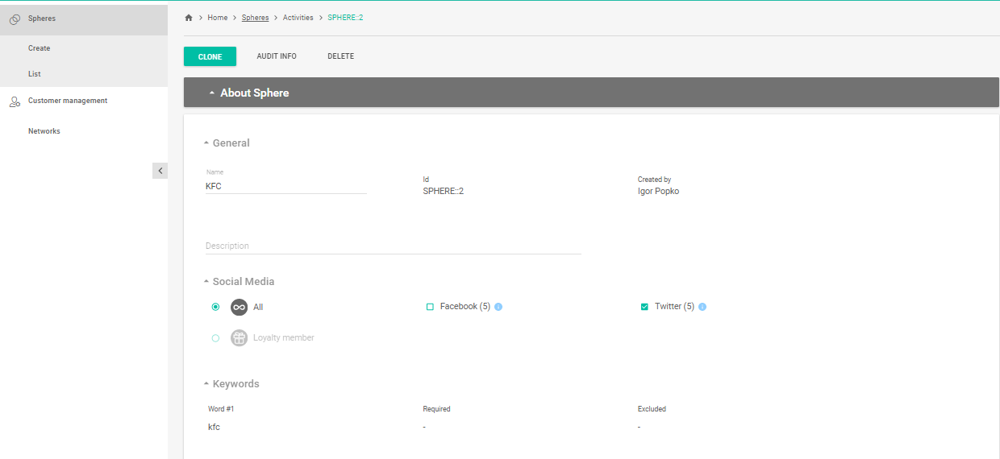 Spheres
Create
List
Customer management
Networks
Home > Spheres > Activities > SPHERE::2
CLONE AUDIT INFO DELETE
About Sphere
General
Name
KFC
Id
SPHERE::2
Created by
Igor Popko
Description
Social Media
All Facebook (5) i Twitter (5) i
Loyalty member
Keywords
Word #1 Required Excluded
kfc - -